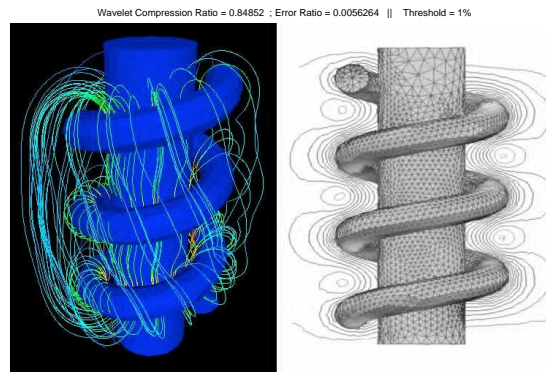 Wavelet Compression Ratio = 0.84852 ; Error Ratio = 0.0056264 || Threshold = 1%